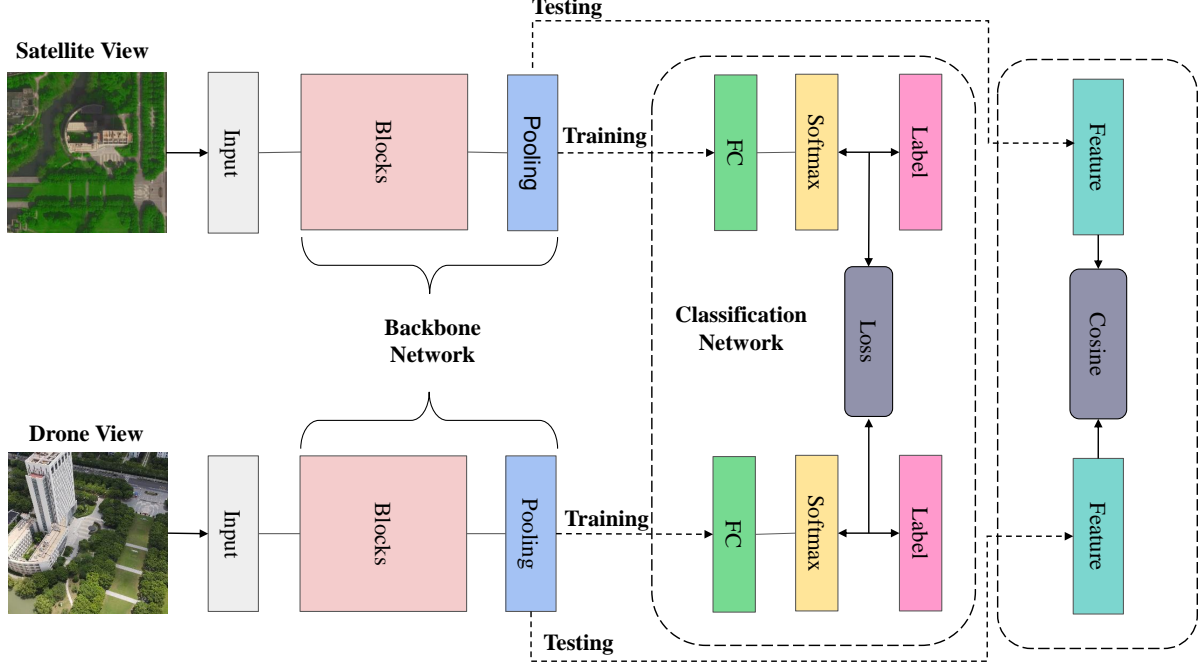 Testing
Satellite View
Input
Blocks
Pooling
Training
FC
Softmax
Label
Feature
Backbone
Network
Classification
Network
Loss
Cosine
Drone View
Input
Blocks
Pooling
Training
FC
Softmax
Label
Feature
Testing